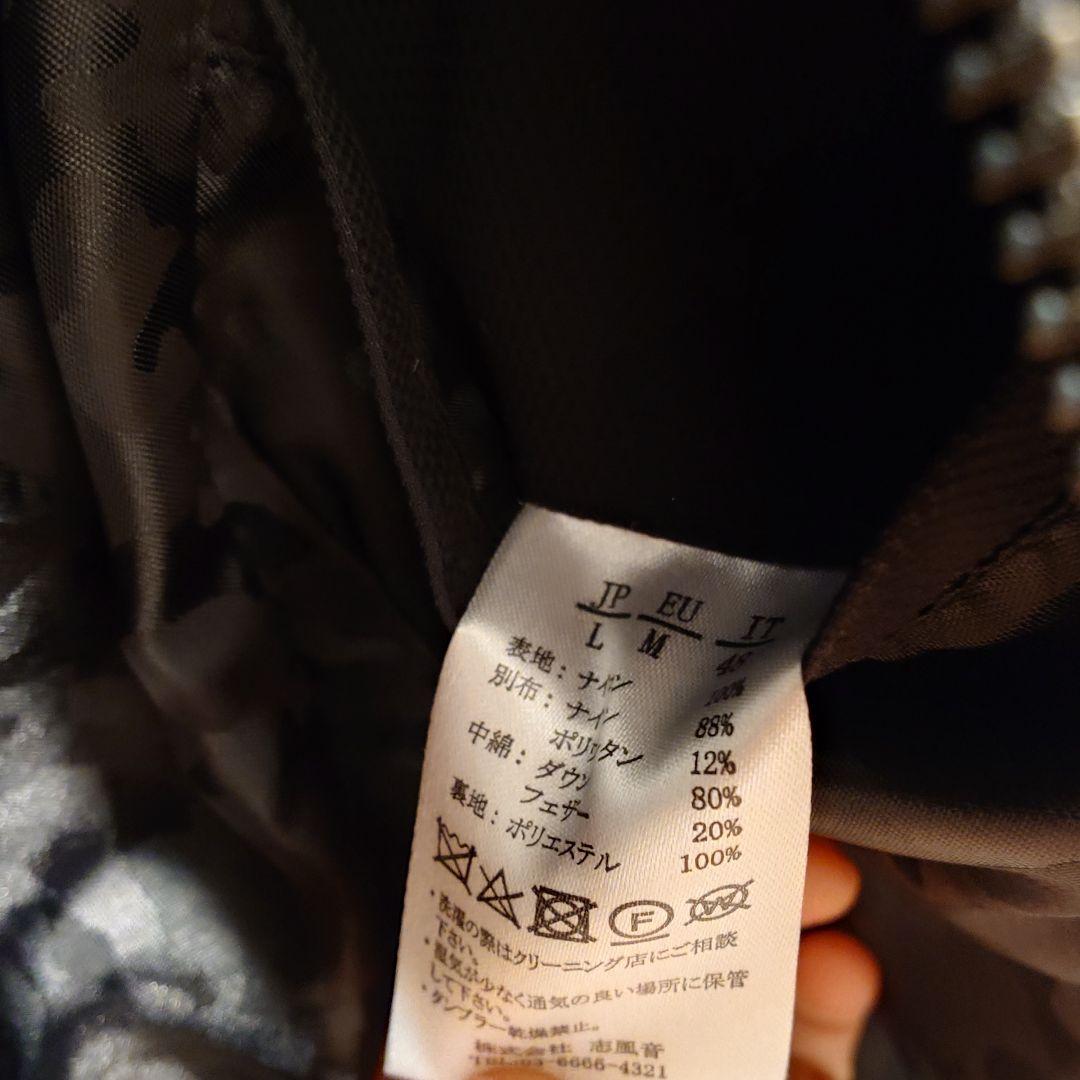 JP EU IT
L M 48
表地：ナイロン 100%
別布：ナイロン 88%
ポリウレタン 12%
中綿：ダウン 80%
フェザー 20%
裏地：ポリエステル 100%
F W
・洗濯の際はクリーニング店にご相談
下さい。
・湿気が少なく通気の良い場所に保管
して下さい。
・タンブラー乾燥禁止。
株式会社 志風音
TEL:03-6666-4321